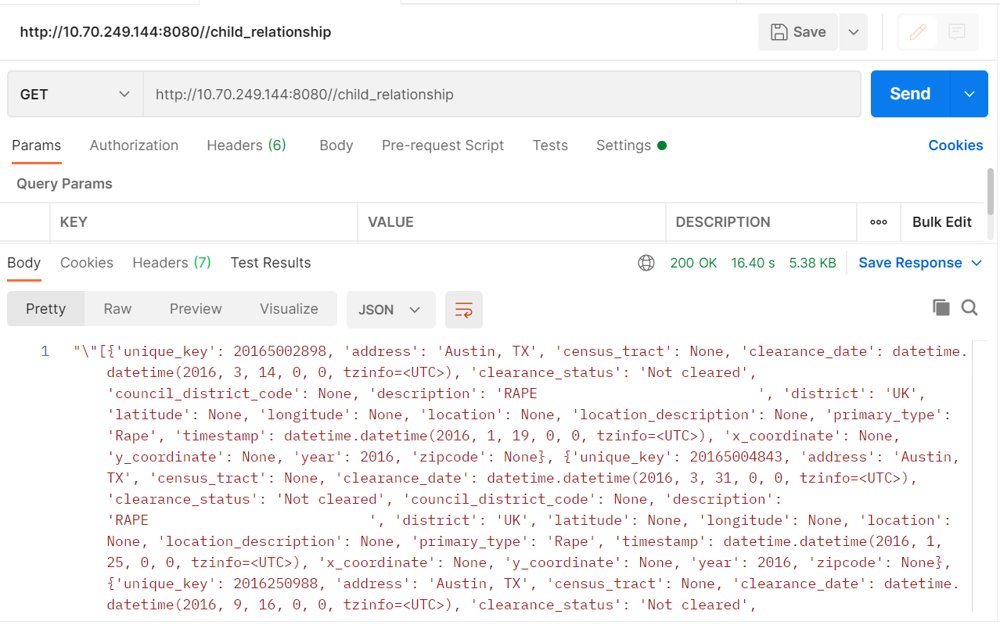 http://10.70.249.144:8080//child_relationship
Save
GET
http://10.70.249.144:8080//child_relationship
Send
Params Authorization Headers (6) Body Pre-request Script Tests Settings Cookies
Query Params
KEY VALUE DESCRIPTION ooo Bulk Edit
Body Cookies Headers (7) Test Results 200 OK 16.40 s 5.38 KB Save Response
Pretty Raw Preview Visualize JSON
1 "\"[{'unique_key': 20165002898, 'address': 'Austin, TX', 'census_tract': None, 'clearance_date': datetime.
datetime(2016, 3, 14, 0, 0, tzinfo=<UTC>), 'clearance_status': 'Not cleared',
'council_district_code': None, 'description': 'RAPE                          ', 'district': 'UK',
'latitude': None, 'longitude': None, 'location': None, 'location_description': None, 'primary_type':
'Rape', 'timestamp': datetime.datetime(2016, 1, 19, 0, 0, tzinfo=<UTC>), 'x_coordinate': None,
'y_coordinate': None, 'year': 2016, 'zipcode': None}, {'unique_key': 20165004843, 'address': 'Austin,
TX', 'census_tract': None, 'clearance_date': datetime.datetime(2016, 3, 31, 0, 0, tzinfo=<UTC>),
'clearance_status': 'Not cleared', 'council_district_code': None, 'description':
'RAPE                          ', 'district': 'UK', 'latitude': None, 'longitude': None, 'location':
None, 'location_description': None, 'primary_type': 'Rape', 'timestamp': datetime.datetime(2016, 1,
25, 0, 0, tzinfo=<UTC>), 'x_coordinate': None, 'y_coordinate': None, 'year': 2016, 'zipcode': None},
{'unique_key': 2016250988, 'address': 'Austin, TX', 'census_tract': None, 'clearance_date': datetime.
datetime(2016, 9, 16, 0, 0, tzinfo=<UTC>), 'clearance_status': 'Not cleared',